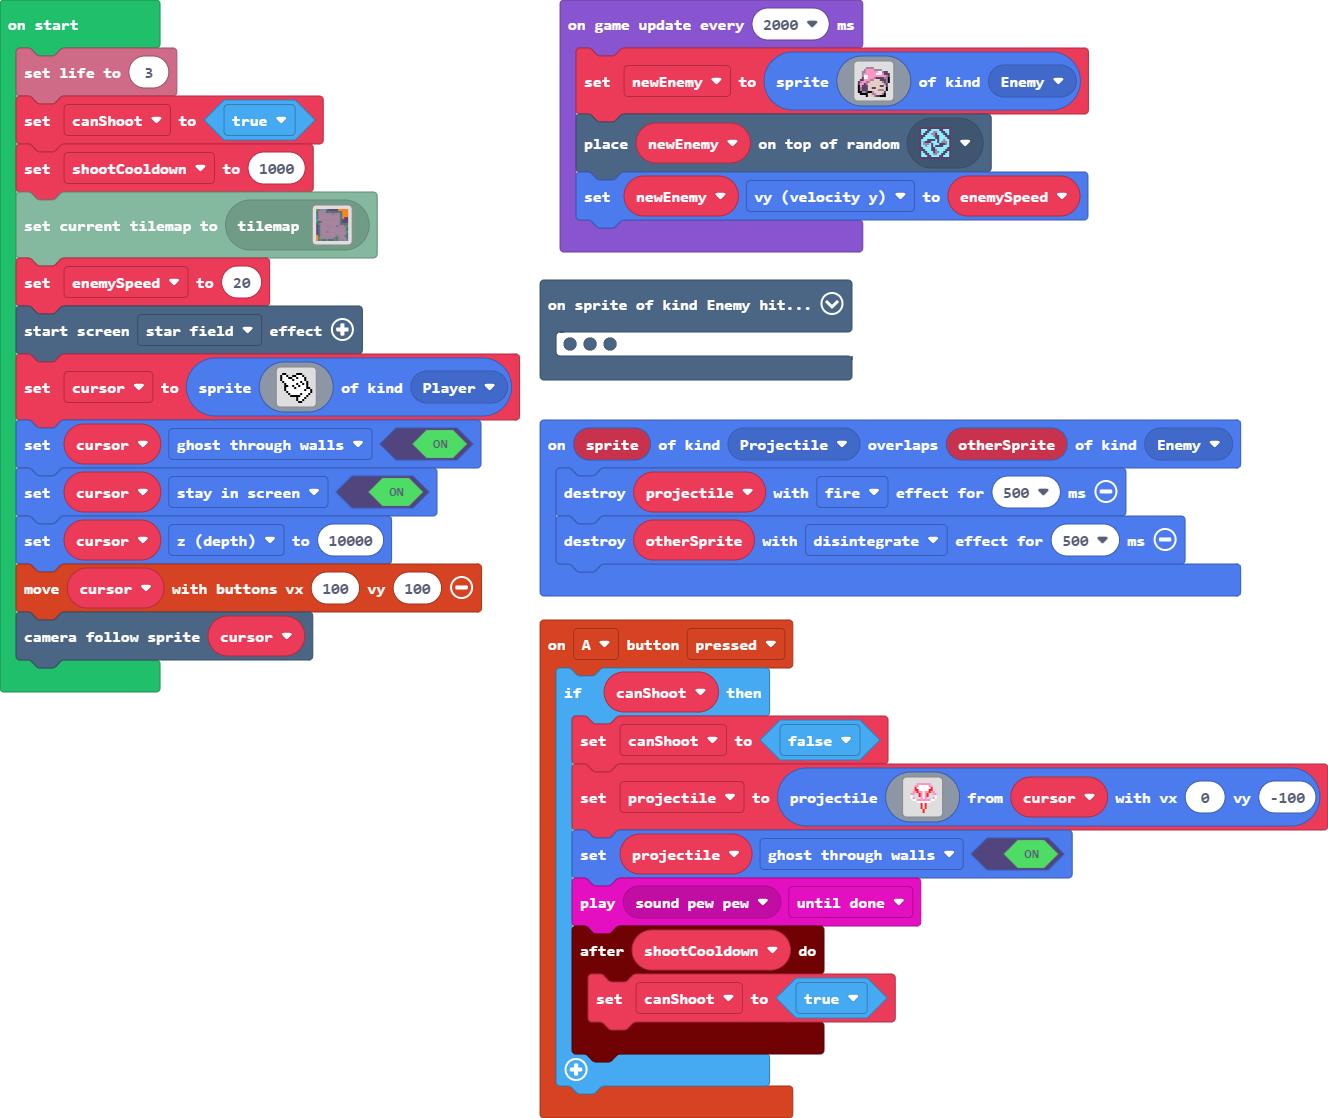 on start
set life to 3
set canShoot to true
set shootCooldown to 1000
set current tilemap to tilemap
set enemySpeed to 20
start screen star field effect
set cursor to sprite of kind Player
set cursor ghost through walls ON
set cursor stay in screen ON
set cursor z (depth) to 10000
move cursor with buttons vx 100 vy 100
camera follow sprite cursor
on game update every 2000 ms
set newEnemy to sprite of kind Enemy
place newEnemy on top of random
set newEnemy vy (velocity y) to enemySpeed
on sprite of kind Enemy hit...
on sprite of kind Projectile overlaps otherSprite of kind Enemy
destroy projectile with fire effect for 500 ms
destroy otherSprite with disintegrate effect for 500 ms
on A button pressed
if canShoot then
set canShoot to false
set projectile to projectile from cursor with vx 0 vy -100
set projectile ghost through walls ON
play sound pew pew until done
after shootCooldown do
set canShoot to true